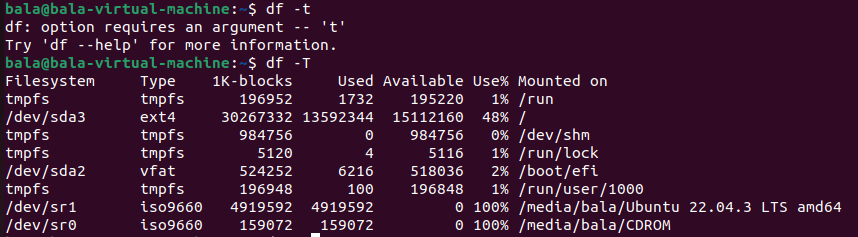 bala@bala-virtual-machine:~$ df -t
df: option requires an argument -- 't'
Try 'df --help' for more information.
bala@bala-virtual-machine:~$ df -T
Filesystem     Type    1K-blocks     Used Available Use% Mounted on
tmpfs          tmpfs      196952     1732    195220   1% /run
/dev/sda3      ext4     30267332 13592344  15112160  48% /
tmpfs          tmpfs      984756        0    984756   0% /dev/shm
tmpfs          tmpfs        5120        4      5116   1% /run/lock
/dev/sda2      vfat       524252     6216    518036   2% /boot/efi
tmpfs          tmpfs      196948      100    196848   1% /run/user/1000
/dev/sr1       iso9660   4919592  4919592         0 100% /media/bala/Ubuntu 22.04.3 LTS amd64
/dev/sr0       iso9660    159072   159072         0 100% /media/bala/CDROM